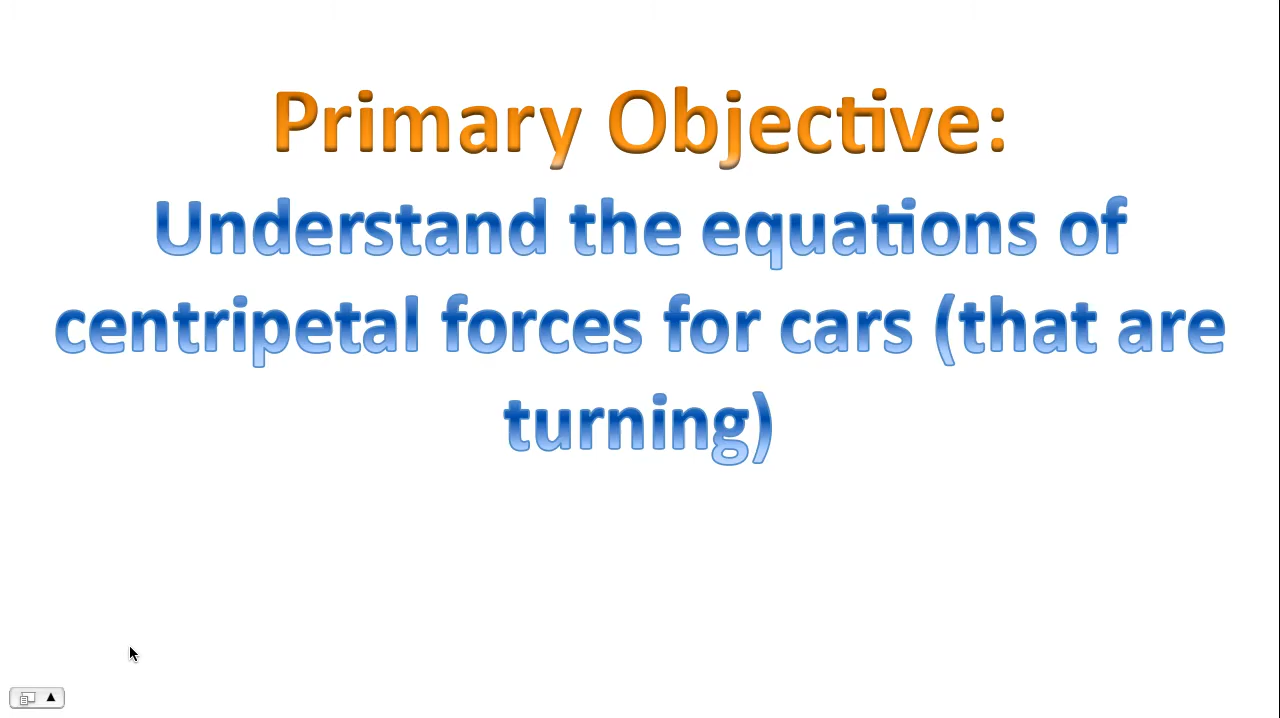 Primary Objective:
Understand the equations of
centripetal forces for cars (that are
turning)